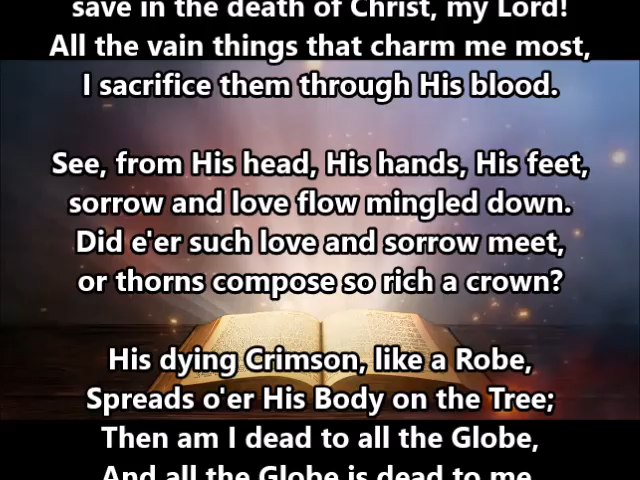 save in the death of Christ, my Lord!
All the vain things that charm me most,
I sacrifice them through His blood.
See, from His head, His hands, His feet,
sorrow and love flow mingled down.
Did e'er such love and sorrow meet,
or thorns compose so rich a crown?
His dying Crimson, like a Robe,
Spreads o'er His Body on the Tree;
Then am I dead to all the Globe,
And all the Globe is dead to me